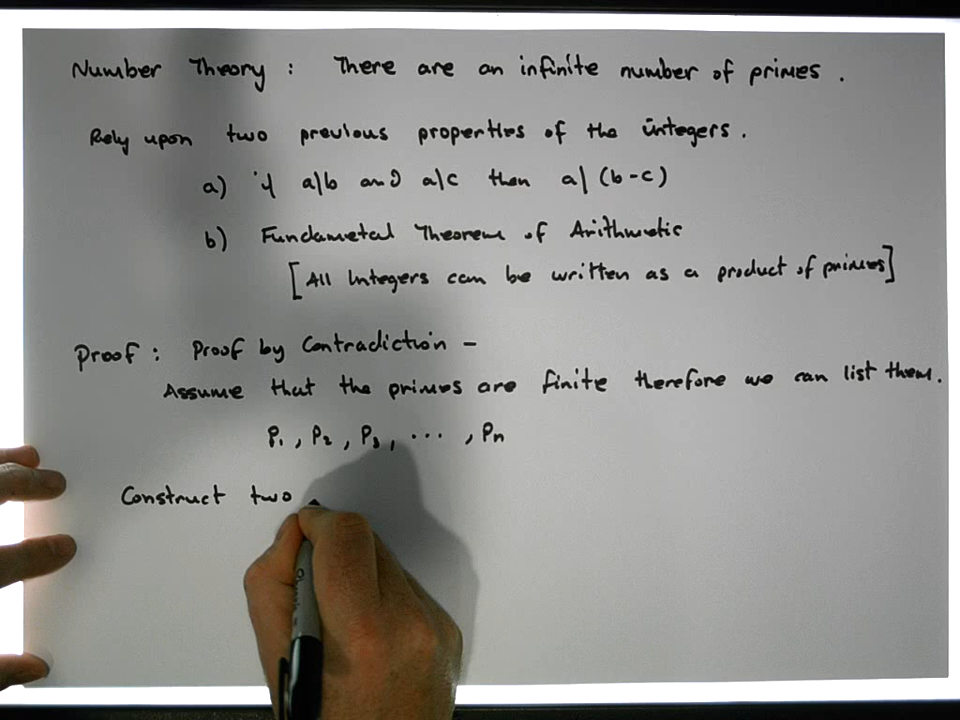 Number Theory : There are an infinite number of primes .
Rely upon two previous properties of the integers .
a) if a|b and a|c then a| (b-c)
b) Fundametal Theorem of Arithmetic
[All Integers can be written as a product of primes]
Proof : Proof by Contradiction -
Assume that the primes are finite therefore we can list them.
P₁ , P₂ , P₃ , ... , Pn
Construct two